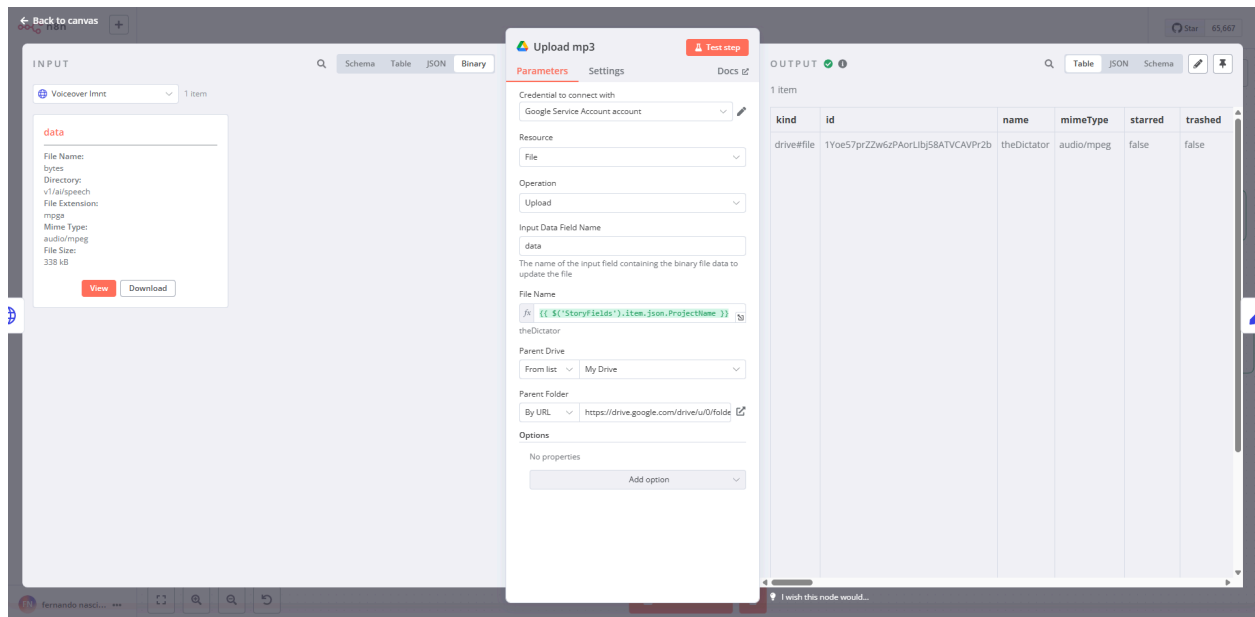 ← Back to canvas
n8n
+
Star 65,667
INPUT
Schema Table JSON Binary
Voiceover lmnt 1 item
data
File Name:
bytes
Directory:
v1/ai/speech
File Extension:
mpga
Mime Type:
audio/mpeg
File Size:
338 kB
View Download
Upload mp3
Test step
Parameters Settings Docs
Credential to connect with
Google Service Account account
Resource
File
Operation
Upload
Input Data Field Name
data
The name of the input field containing the binary file data to
update the file
File Name
fx {{ $('Storyfields').item.json.ProjectName }}
theDictator
Parent Drive
From list My Drive
Parent Folder
By URL https://drive.google.com/drive/u/0/folde
Options
No properties
Add option
OUTPUT
Table JSON Schema
1 item
kind id name mimeType starred trashed
drive#file 1Yoe57prZZw6zPAorLIbj58ATVCAVPr2b theDictator audio/mpeg false false
fernando nasci... •••
I wish this node would...